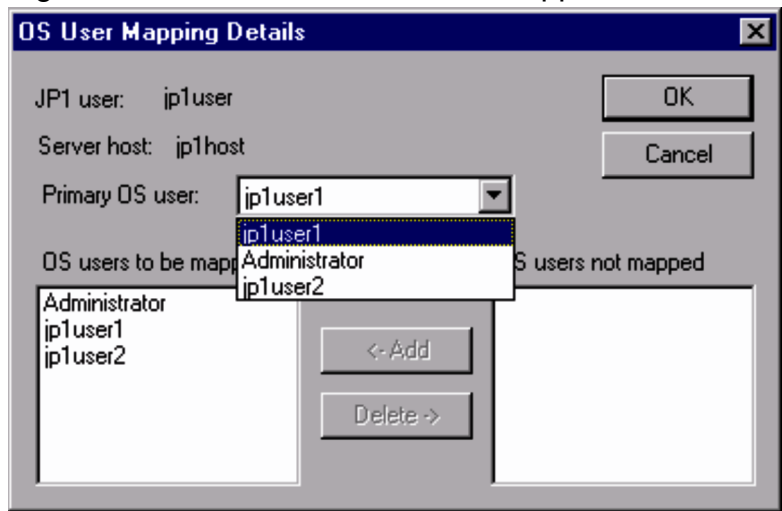 OS User Mapping Details
JP1 user: jp1user
OK
Server host: jp1host
Cancel
Primary OS user: jp1user1
jp1user1
Administrator
jp1user2
OS users to be mapp
S users not mapped
Administrator
jp1user1
jp1user2
<-Add
Delete ->